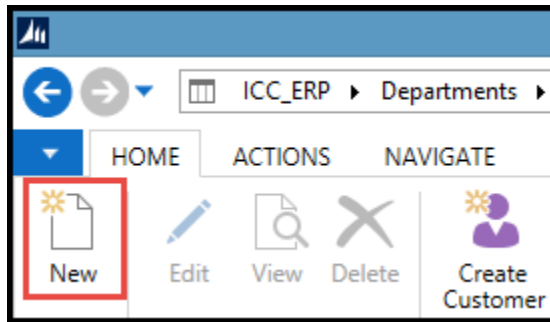 ICC_ERP ▸ Departments ▸
HOME ACTIONS NAVIGATE
New Edit View Delete Create
Customer